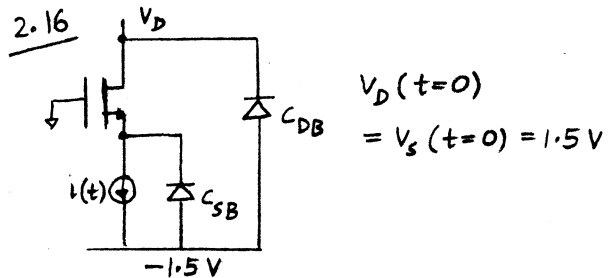 2.16
V_D
V_D (t=0)
= V_S (t=0) = 1.5 V
C_DB
i(t)
C_SB
-1.5 V